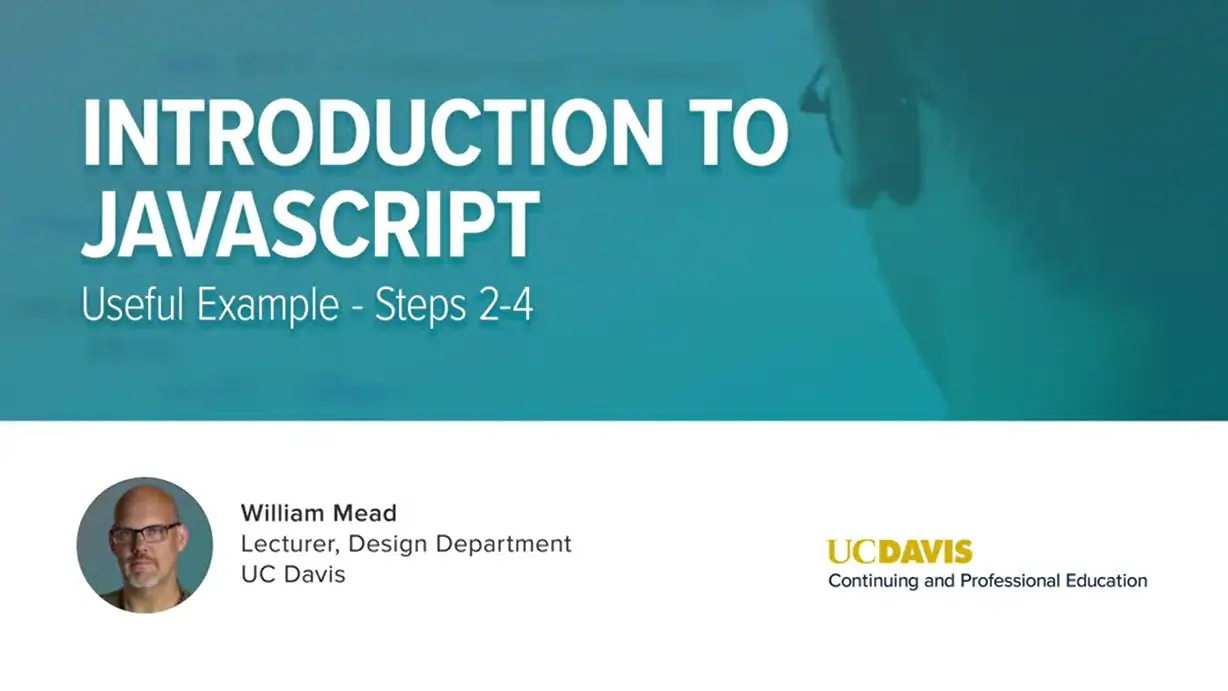 INTRODUCTION TO
JAVASCRIPT
Useful Example - Steps 2-4
William Mead
Lecturer, Design Department
UC Davis
UCDAVIS
Continuing and Professional Education